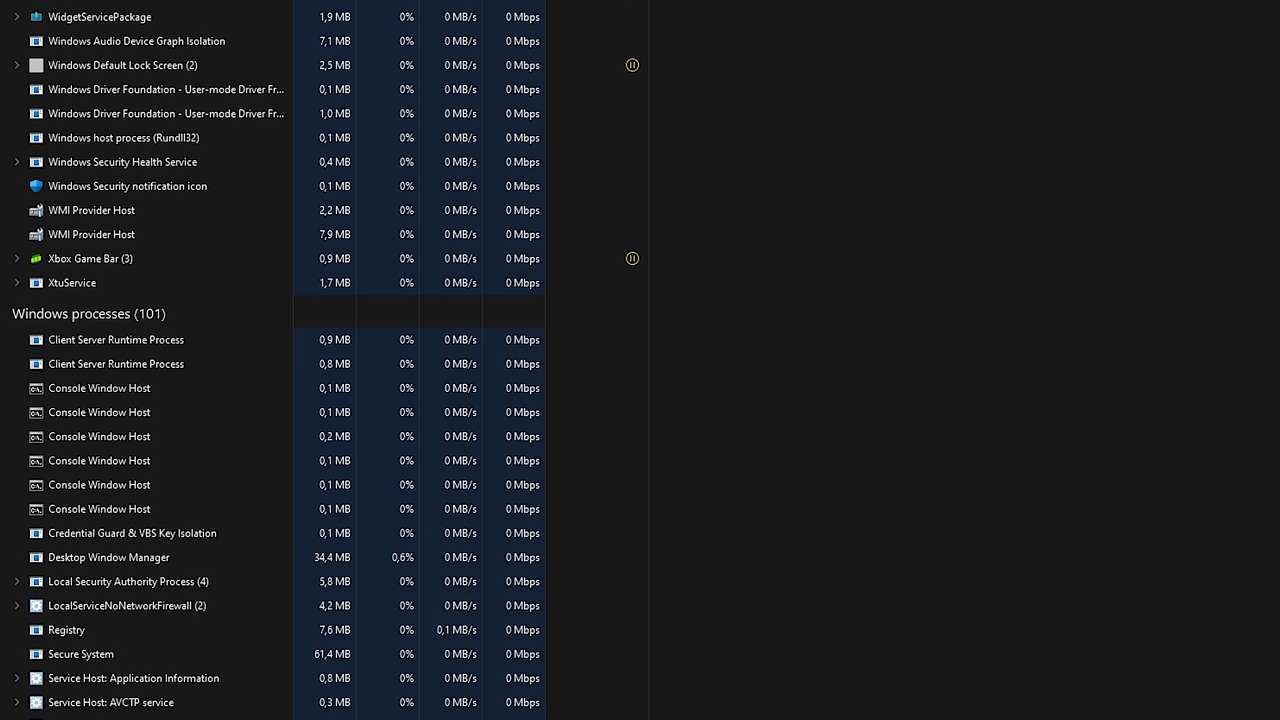 WidgetServicePackage 1,9 MB 0% 0 MB/s 0 Mbps
Windows Audio Device Graph Isolation 7,1 MB 0% 0 MB/s 0 Mbps
Windows Default Lock Screen (2) 2,5 MB 0% 0 MB/s 0 Mbps
Windows Driver Foundation - User-mode Driver Fr... 0,1 MB 0% 0 MB/s 0 Mbps
Windows Driver Foundation - User-mode Driver Fr... 1,0 MB 0% 0 MB/s 0 Mbps
Windows host process (Rundll32) 0,1 MB 0% 0 MB/s 0 Mbps
Windows Security Health Service 0,4 MB 0% 0 MB/s 0 Mbps
Windows Security notification icon 0,1 MB 0% 0 MB/s 0 Mbps
WMI Provider Host 2,2 MB 0% 0 MB/s 0 Mbps
WMI Provider Host 7,9 MB 0% 0 MB/s 0 Mbps
Xbox Game Bar (3) 0,9 MB 0% 0 MB/s 0 Mbps
XtuService 1,7 MB 0% 0 MB/s 0 Mbps
Windows processes (101)
Client Server Runtime Process 0,9 MB 0% 0 MB/s 0 Mbps
Client Server Runtime Process 0,8 MB 0% 0 MB/s 0 Mbps
Console Window Host 0,1 MB 0% 0 MB/s 0 Mbps
Console Window Host 0,1 MB 0% 0 MB/s 0 Mbps
Console Window Host 0,2 MB 0% 0 MB/s 0 Mbps
Console Window Host 0,1 MB 0% 0 MB/s 0 Mbps
Console Window Host 0,1 MB 0% 0 MB/s 0 Mbps
Console Window Host 0,1 MB 0% 0 MB/s 0 Mbps
Credential Guard & VBS Key Isolation 0,1 MB 0% 0 MB/s 0 Mbps
Desktop Window Manager 34,4 MB 0,6% 0 MB/s 0 Mbps
Local Security Authority Process (4) 5,8 MB 0% 0 MB/s 0 Mbps
LocalServiceNoNetworkFirewall (2) 4,2 MB 0% 0 MB/s 0 Mbps
Registry 7,6 MB 0% 0,1 MB/s 0 Mbps
Secure System 61,4 MB 0% 0 MB/s 0 Mbps
Service Host: Application Information 0,8 MB 0% 0 MB/s 0 Mbps
Service Host: AVCTP service 0,3 MB 0% 0 MB/s 0 Mbps